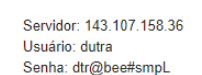 Servidor: 143.107.158.36
Usuário: dutra
Senha: dtr@bee#smpL